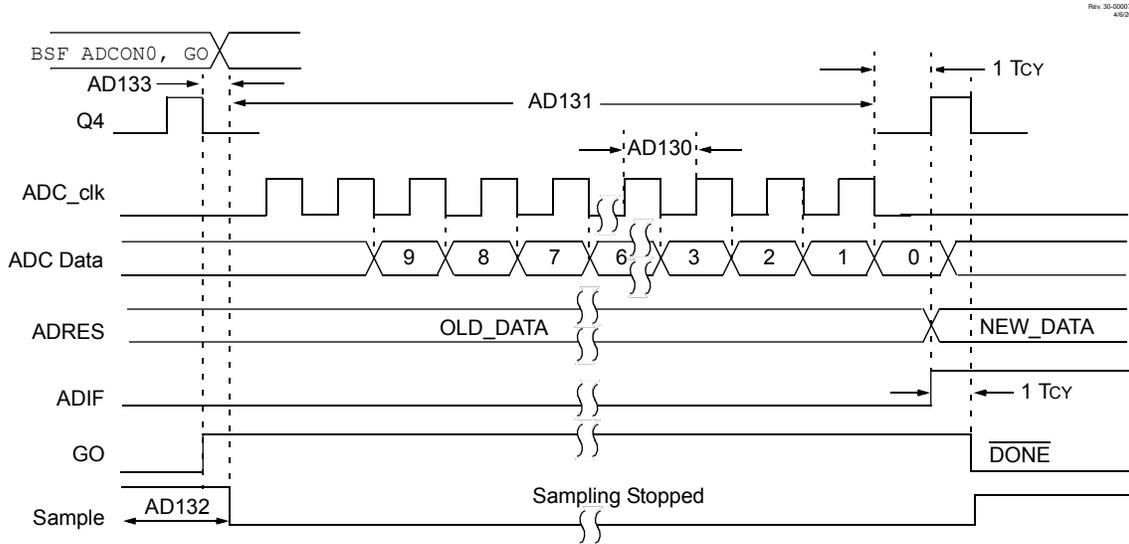 Rev. 30-00007
4/6/2
BSF ADCON0, GO
AD133
1 TCY
AD131
Q4
AD130
ADC_clk
ADC Data
9 8 7 6 3 2 1 0
ADRES
OLD_DATA
NEW_DATA
ADIF
1 TCY
GO
DONE
Sampling Stopped
AD132
Sample